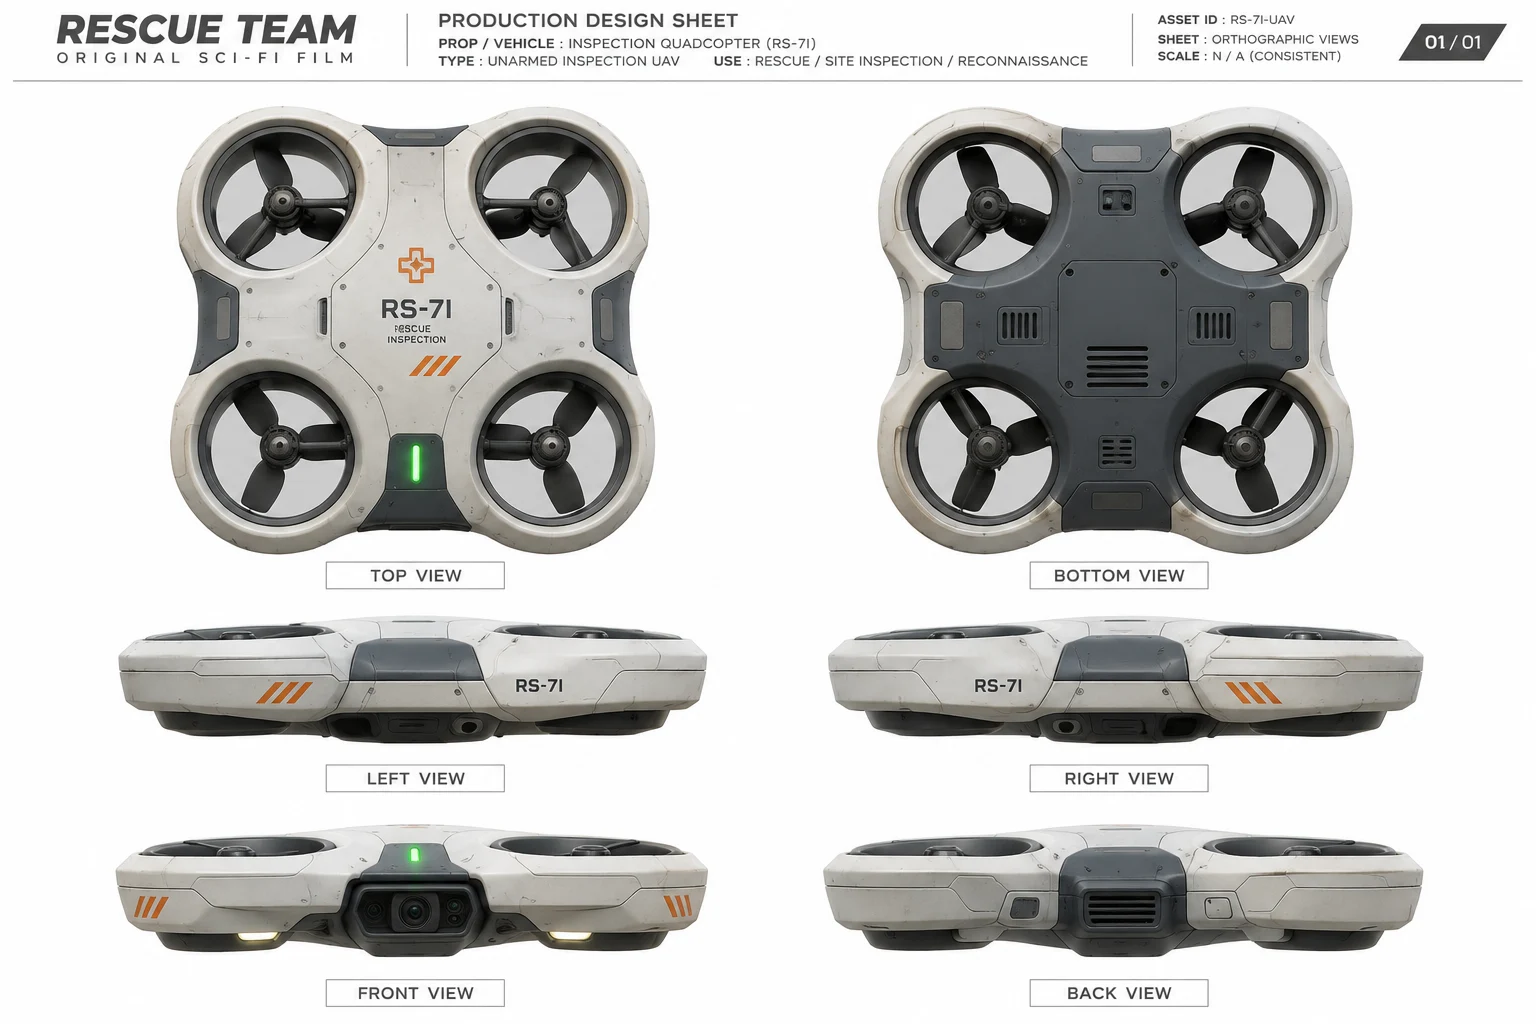 RESCUE TEAM
ORIGINAL SCI-FI FILM
PRODUCTION DESIGN SHEET
PROP / VEHICLE : INSPECTION QUADCOPTER (RS-7I)
TYPE : UNARMED INSPECTION UAV USE : RESCUE / SITE INSPECTION / RECONNAISSANCE
ASSET ID : RS-7I-UAV
SHEET : ORTHOGRAPHIC VIEWS
SCALE : N / A (CONSISTENT)
01 / 01
RS-7I
RESCUE
INSPECTION
TOP VIEW
BOTTOM VIEW
RS-7I
RS-7I
LEFT VIEW
RIGHT VIEW
FRONT VIEW
BACK VIEW